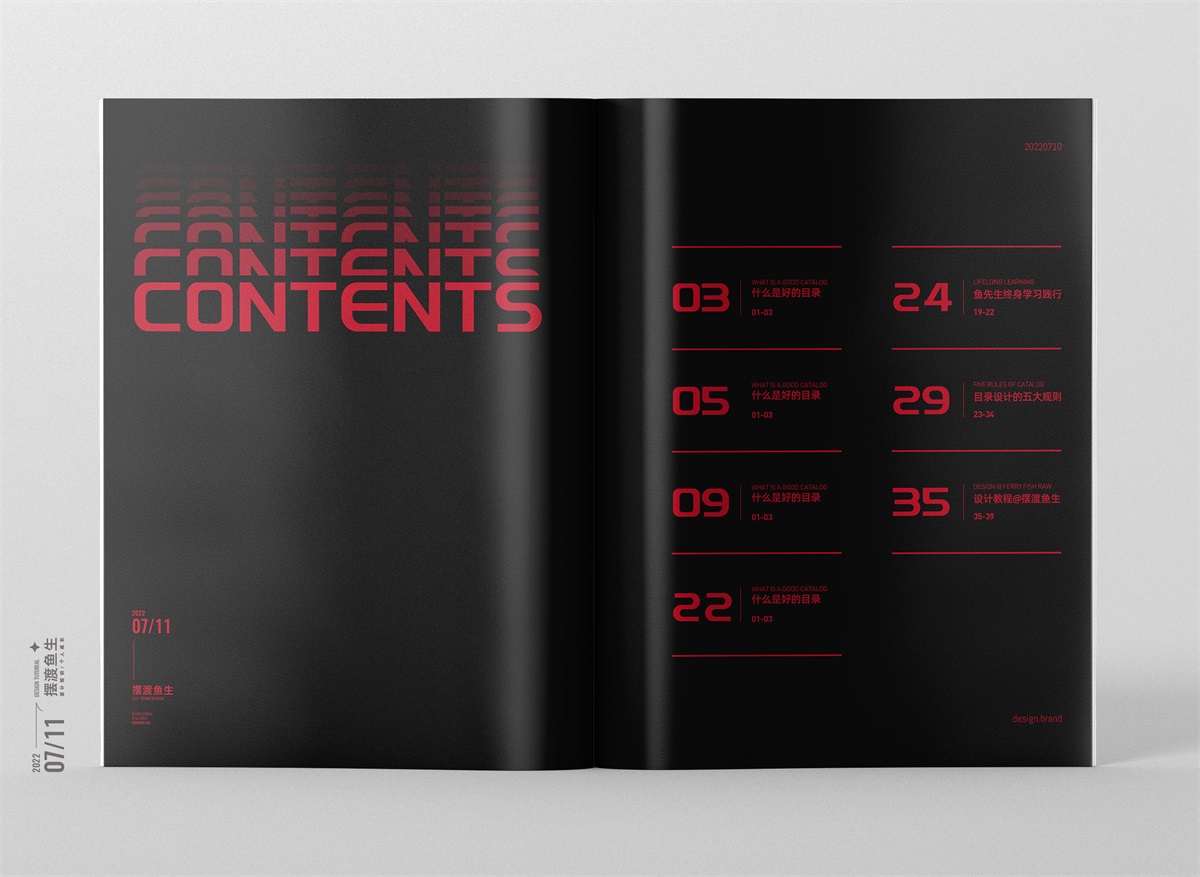 CONTENTS
2022
07/11
摆渡鱼生
20220710
03
WHAT IS A GOOD CATALOG
什么是好的目录
01-03
05
WHAT IS A GOOD CATALOG
什么是好的目录
01-03
09
WHAT IS A GOOD CATALOG
什么是好的目录
01-03
22
WHAT IS A GOOD CATALOG
什么是好的目录
01-03
24
LIFELONG LEARNING
鱼先生终身学习践行
19-22
29
FIVE RULES OF CATALOG
目录设计的五大规则
23-34
35
DESIGN @ FERRY FISH RAW
设计教程@摆渡鱼生
35-39
design.brand
2022
07/11
DESIGN TUTORIAL
摆渡鱼生